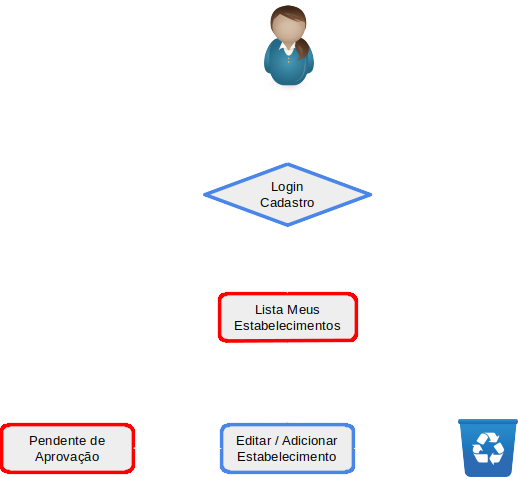 Login
Cadastro
Lista Meus
Estabelecimentos
Pendente de
Aprovação
Editar / Adicionar
Estabelecimento